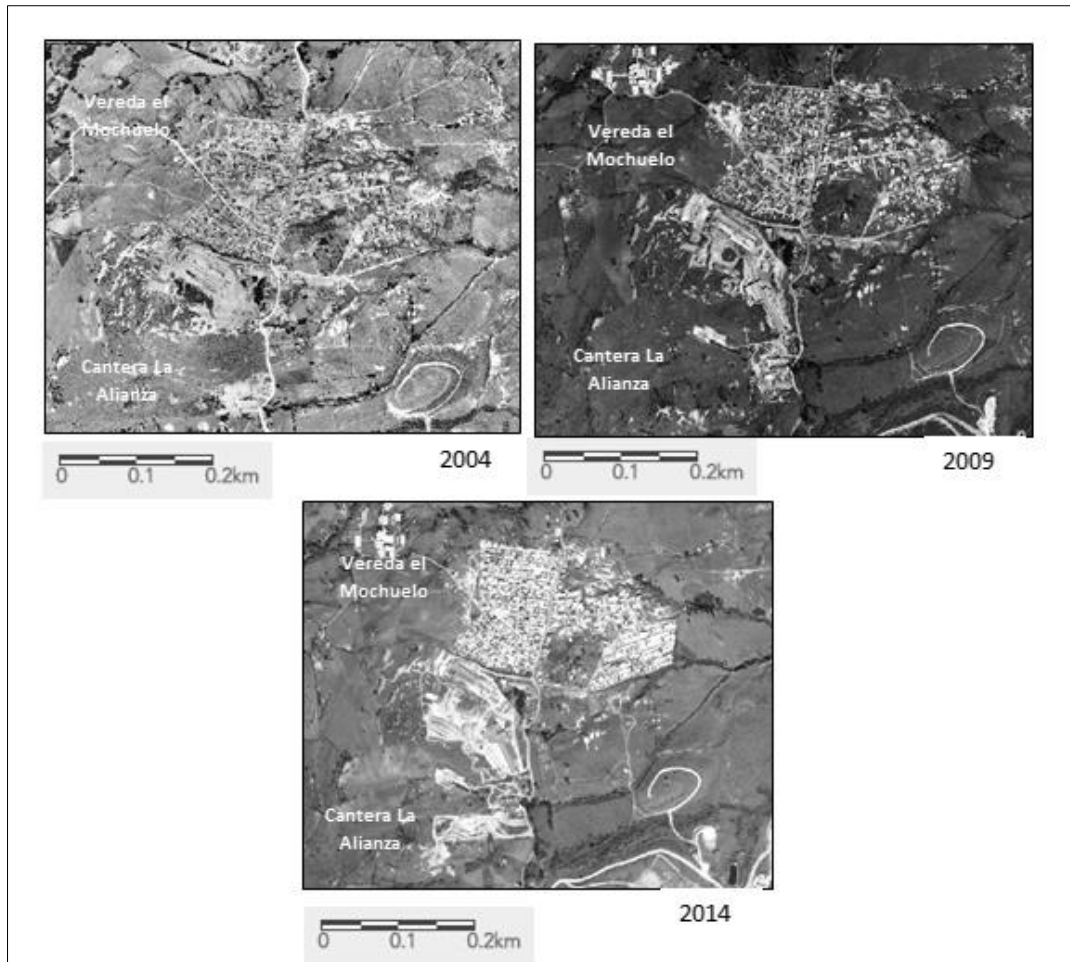 Vereda el
Mochuelo
Cantera La
Alianza
0 0.1 0.2km
2004
Vereda el
Mochuelo
Cantera La
Alianza
0 0.1 0.2km
2009
Vereda el
Mochuelo
Cantera La
Alianza
0 0.1 0.2km
2014